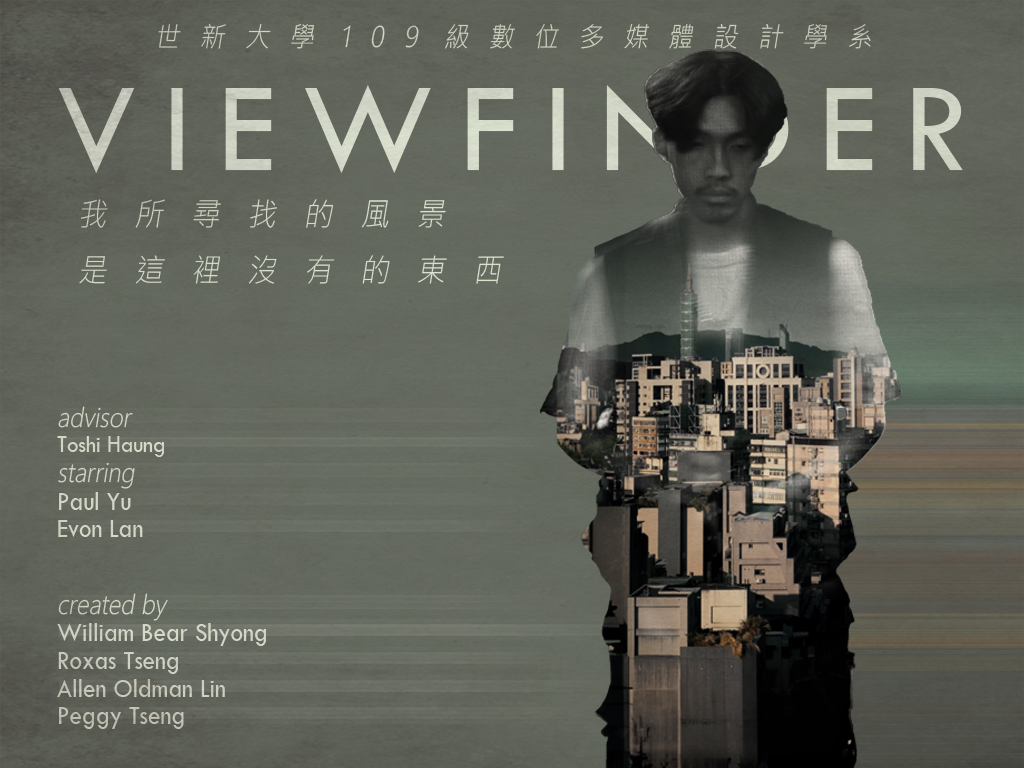 世新大學109級數位多媒體設計學系
VIEWFINDER
我所尋找的風景
是這裡沒有的東西
advisor
Toshi Haung
starring
Paul Yu
Evon Lan
created by
William Bear Shyong
Roxas Tseng
Allen Oldman Lin
Peggy Tseng